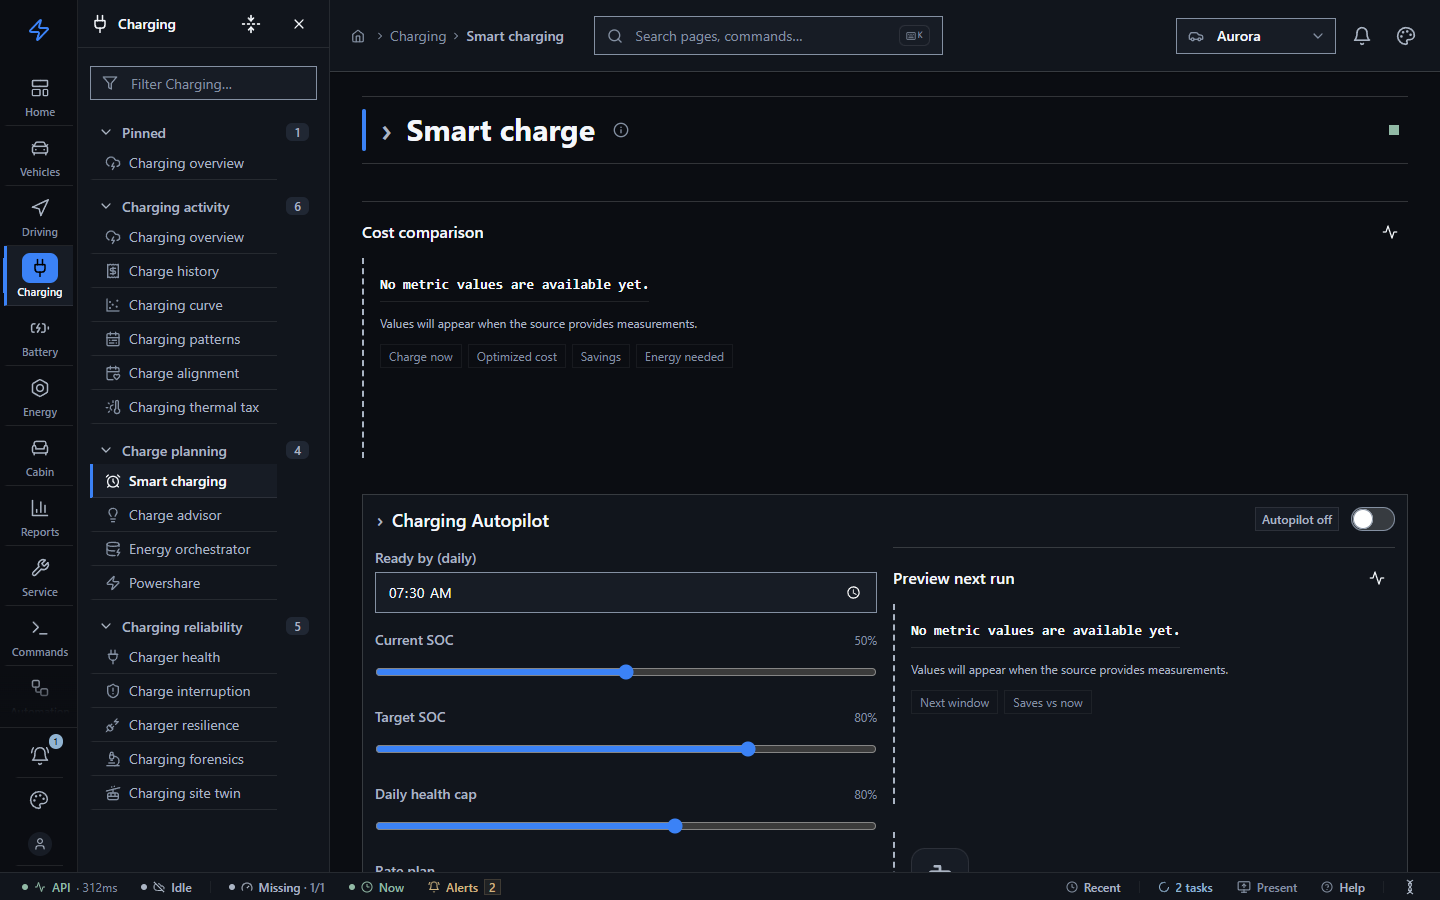 Charging
Filter Charging...
Pinned 1
Charging overview
Charging activity 6
Charging overview
Charge history
Charging curve
Charging patterns
Charge alignment
Charging thermal tax
Charge planning 4
Smart charging
Charge advisor
Energy orchestrator
Powershare
Charging reliability 5
Charger health
Charge interruption
Charger resilience
Charging forensics
Charging site twin
Home
Vehicles
Driving
Charging
Battery
Energy
Cabin
Reports
Service
Commands
1
Charging
Smart charging
Search pages, commands...
K
Aurora
Smart charge
Cost comparison
No metric values are available yet.
Values will appear when the source provides measurements.
Charge now Optimized cost Savings Energy needed
Charging Autopilot
Autopilot off
Ready by (daily)
07:30 AM
Current SOC 50%
Target SOC 80%
Daily health cap 80%
Rate plan
Preview next run
No metric values are available yet.
Values will appear when the source provides measurements.
Next window Saves vs now
API · 312ms Idle Missing · 1/1 Now Alerts 2 Recent 2 tasks Present Help